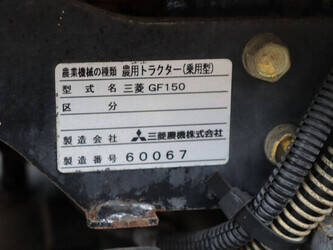 農業機械の種類 農用トラクター(乗用型)
型式名 三菱 GF150
区分
製造会社 三菱農機株式会社
製造番号 60067